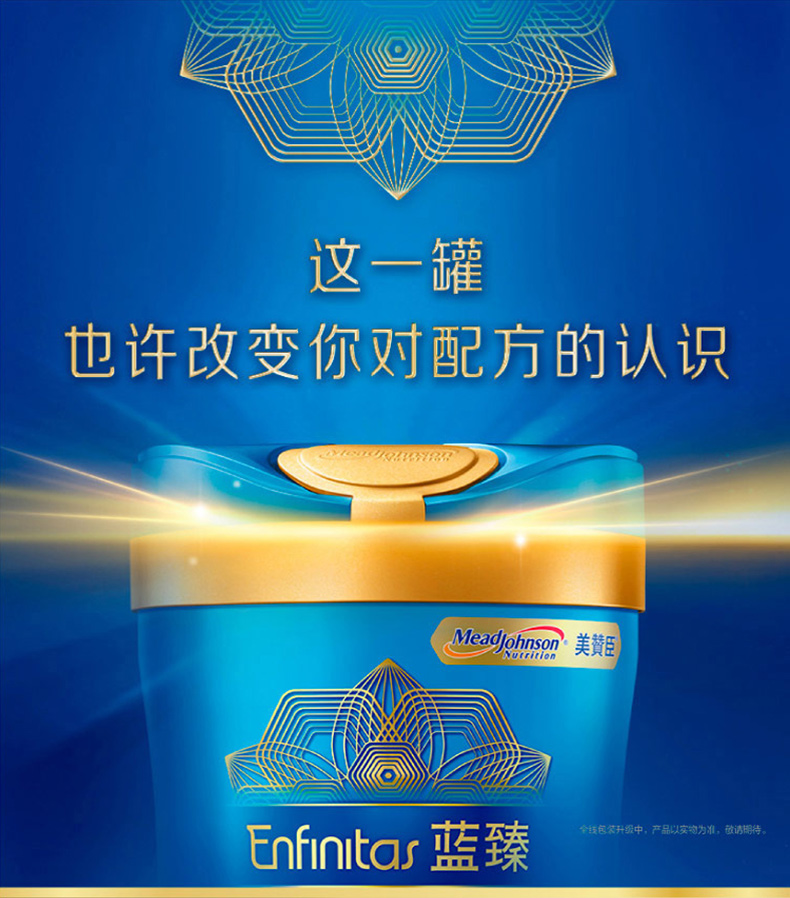 这一罐
也许改变你对配方的认识
MeadJohnson
Nutrition
MeadJohnson® 美赞臣
Nutrition
Enfinitas 蓝臻
全线包装升级中，产品以实物为准，敬请期待。